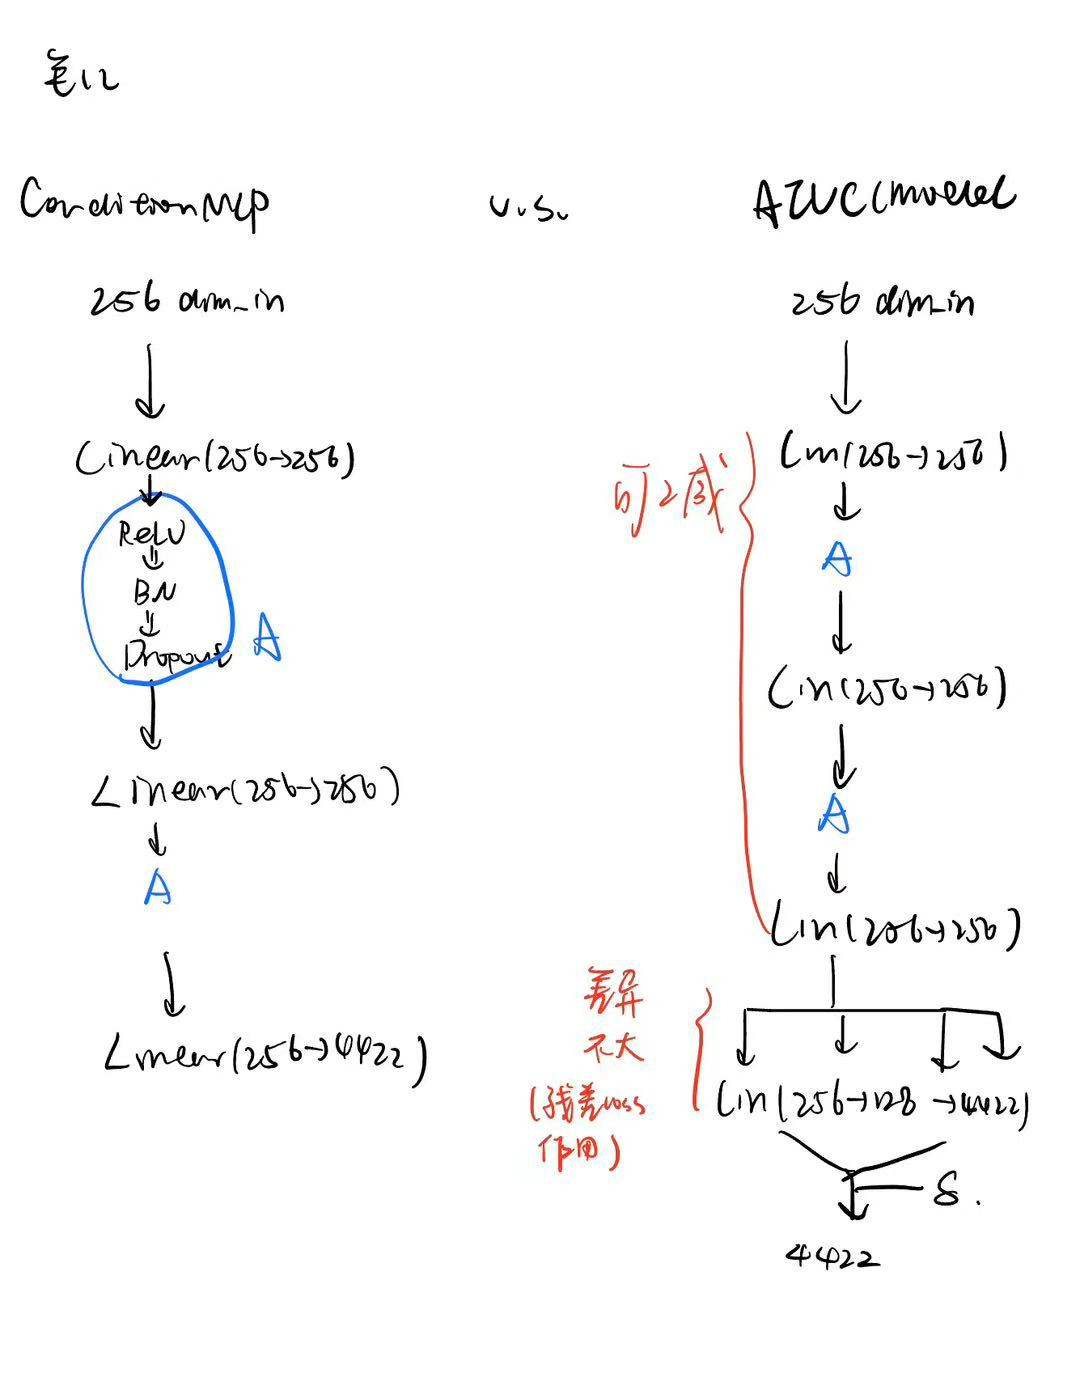 笔记
ConditionMLP v.s.
256 dim_in 256 dim_in
Linear(256→256) Lin(256→256)
可以减
ReLU A
BN
Dropout A
Lin(256→256)
Linear(256→256)
A
A
Lin(256→256)
差异
不大
Linear(256→4422)
(残差loss Lin(256→128→4422)
作用)
4422